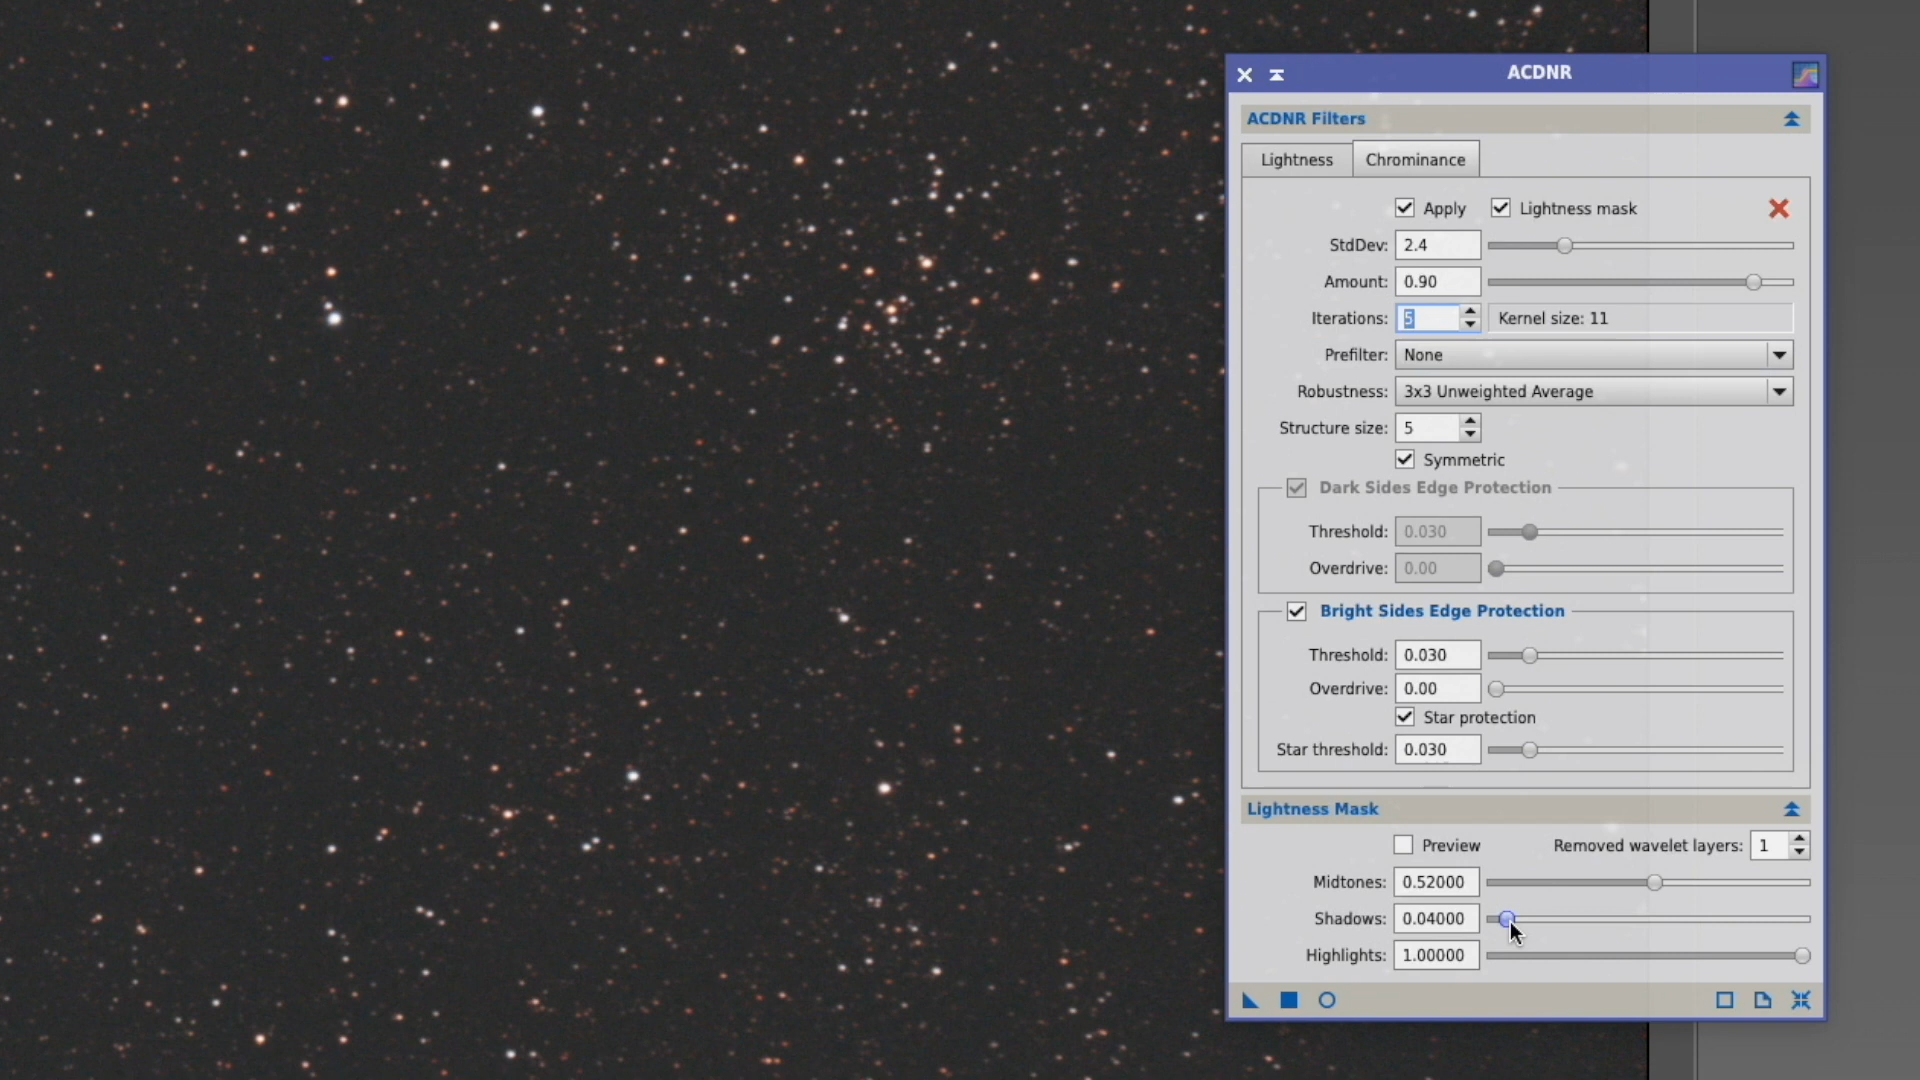 ACDNR
ACDNR Filters
Lightness Chrominance
Apply Lightness mask
StdDev: 2.4
Amount: 0.90
Iterations: 5 Kernel size: 11
Prefilter: None
Robustness: 3x3 Unweighted Average
Structure size: 5
Symmetric
Dark Sides Edge Protection
Threshold: 0.030
Overdrive: 0.00
Bright Sides Edge Protection
Threshold: 0.030
Overdrive: 0.00
Star protection
Star threshold: 0.030
Lightness Mask
Preview Removed wavelet layers: 1
Midtones: 0.52000
Shadows: 0.04000
Highlights: 1.00000